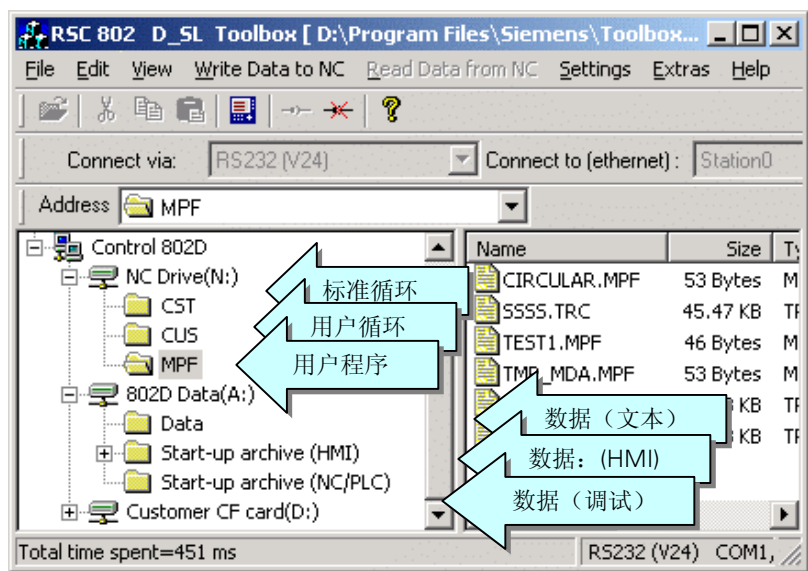 RSC 802 D_SL Toolbox [ D:\Program Files\Siemens\Toolbox...
File Edit View Write Data to NC Read Data from NC Settings Extras Help
Connect via: RS232 (V24) Connect to (ethernet) : Station0
Address MPF
Control 802D
NC Drive(N:)
CST
CUS
MPF
802D Data(A:)
Data
Start-up archive (HMI)
Start-up archive (NC/PLC)
Customer CF card(D:)
标准循环
用户循环
用户程序
Name Size
CIRCULAR.MPF 53 Bytes M
SSSS.TRC 45.47 KB
TEST1.MPF 46 Bytes M
TMP_MDA.MPF 53 Bytes M
KB
KB
数据（文本）
数据：(HMI)
数据（调试）
Total time spent=451 ms RS232 (V24) COM1,